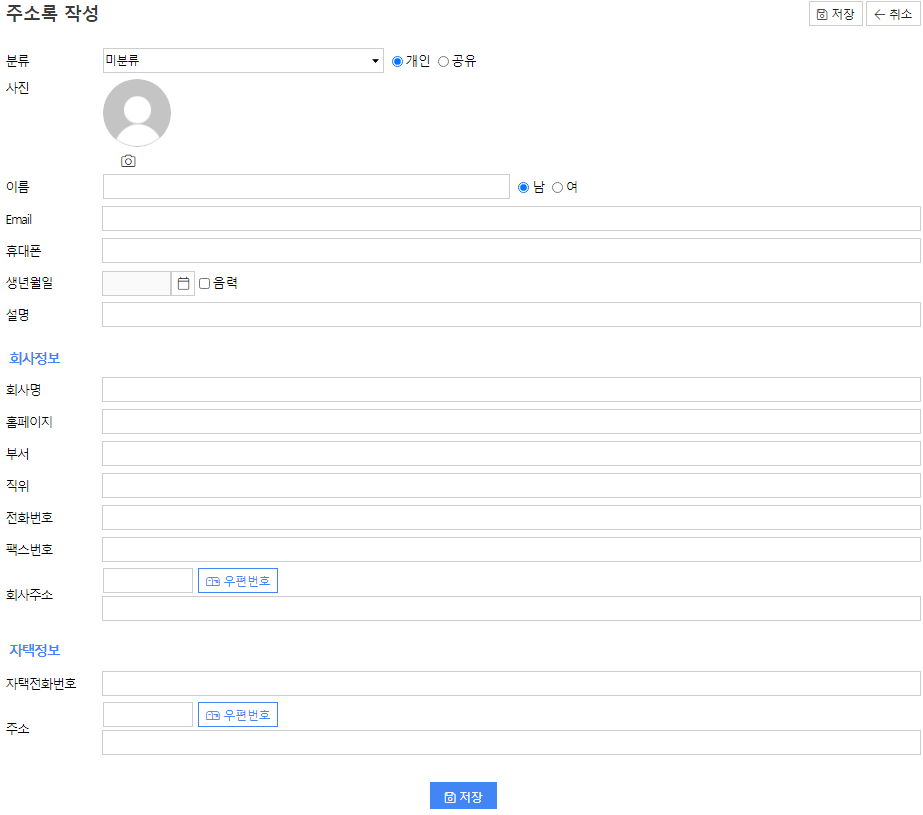 주소록 작성 저장 취소
분류 미분류 개인 공유
사진
이름 남 여
Email
휴대폰
생년월일 음력
설명
회사정보
회사명
홈페이지
부서
직위
전화번호
팩스번호
회사주소 우편번호
자택정보
자택전화번호
주소 우편번호
저장